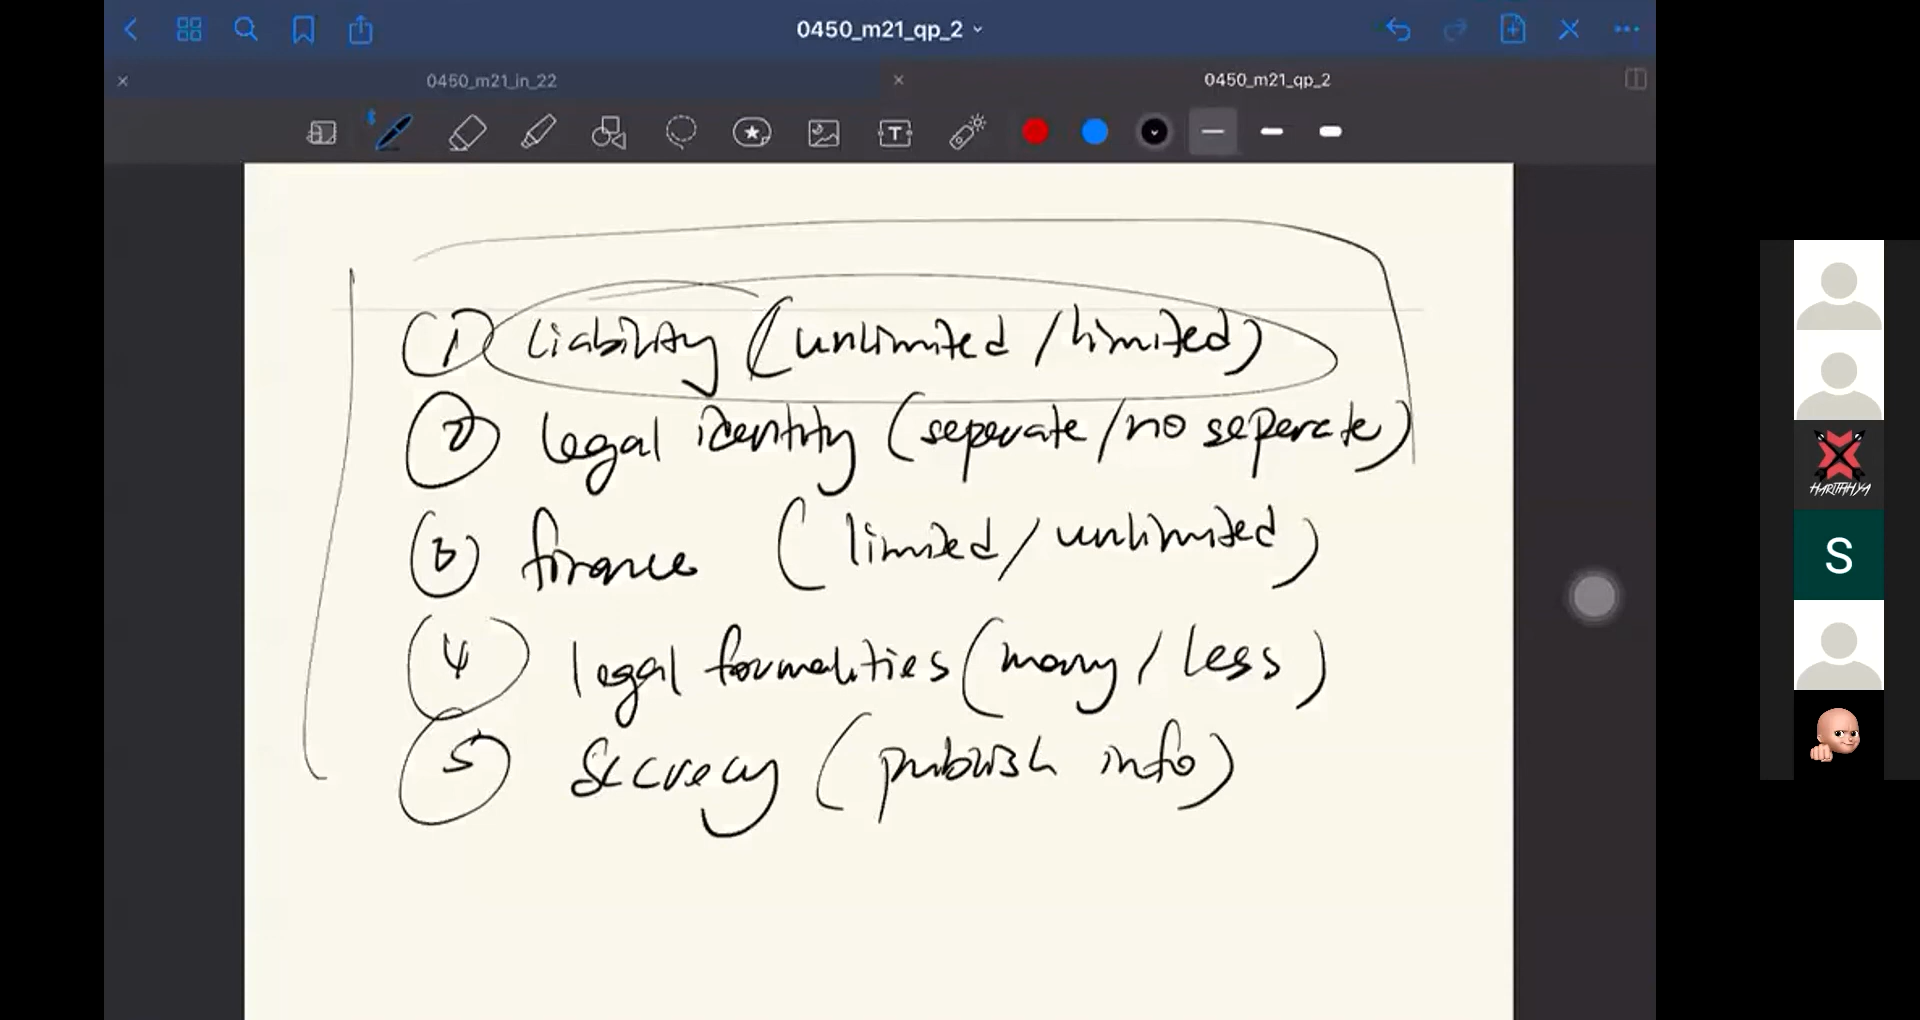 0450_m21_qp_2
0450_m21_in_22
0450_m21_qp_2
T
1 Liability (unlimited / limited)
2 legal identity (seperate / no seperate)
3 finance (limited / unlimited)
4 legal formalities (many / less)
5 Secrecy (publish info)
HARITHHYA
S